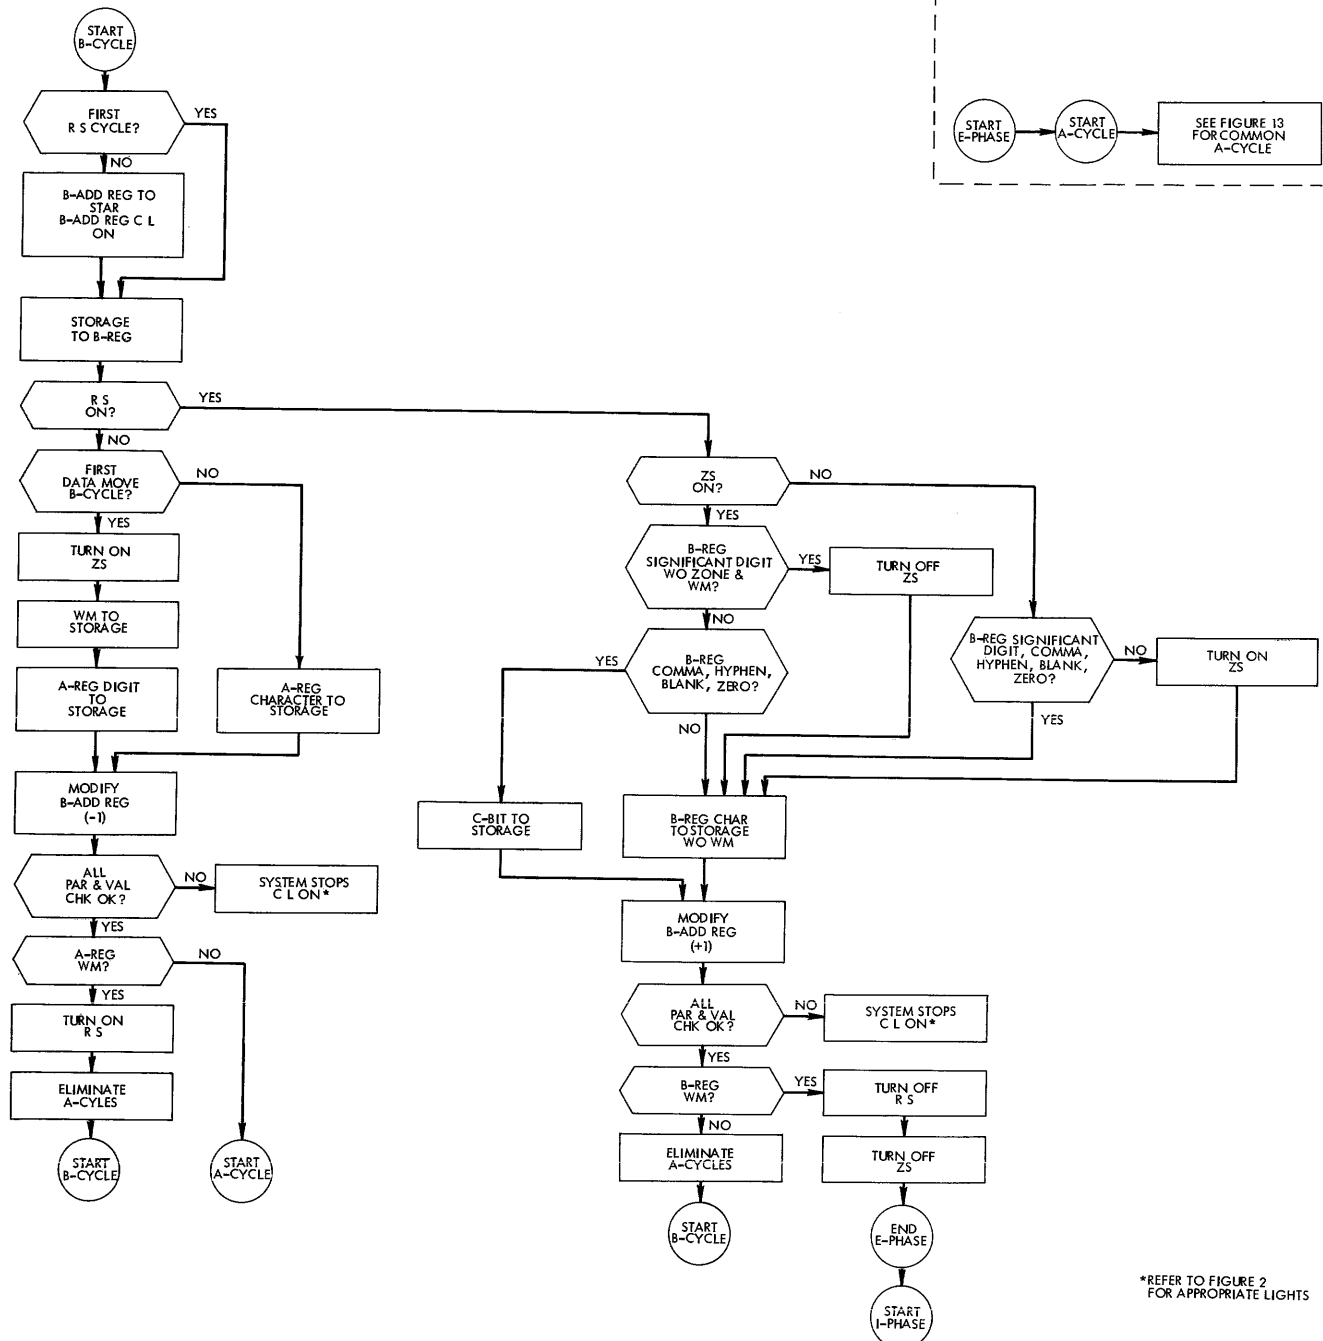 START
B-CYCLE
FIRST
R S CYCLE?
YES
NO
B-ADD REG TO
STAR
B-ADD REG C L
ON
STORAGE
TO B-REG
R S
ON?
YES
NO
FIRST
DATA MOVE
B-CYCLE?
NO
YES
TURN ON
ZS
WM TO
STORAGE
A-REG DIGIT
TO
STORAGE
A-REG
CHARACTER TO
STORAGE
MODIFY
B-ADD REG
(-1)
ALL
PAR & VAL
CHK OK?
NO
SYSTEM STOPS
C L ON*
YES
A-REG
WM?
NO
YES
TURN ON
R S
ELIMINATE
A-CYLES
START
B-CYCLE
START
A-CYCLE
START
E-PHASE
START
A-CYCLE
SEE FIGURE 13
FOR COMMON
A-CYCLE
ZS
ON?
NO
YES
B-REG
SIGNIFICANT DIGIT
WO ZONE &
WM?
YES
TURN OFF
ZS
NO
B-REG
COMMA, HYPHEN,
BLANK, ZERO?
YES
NO
B-REG SIGNIFICANT
DIGIT, COMMA,
HYPHEN, BLANK,
ZERO?
NO
TURN ON
ZS
YES
C-BIT TO
STORAGE
B-REG CHAR
TO STORAGE
WO WM
MODIFY
B-ADD REG
(+1)
ALL
PAR & VAL
CHK OK?
NO
SYSTEM STOPS
C L ON*
YES
B-REG
WM?
YES
TURN OFF
R S
NO
ELIMINATE
A-CYCLES
TURN OFF
ZS
START
B-CYCLE
END
E-PHASE
START
I-PHASE
*REFER TO FIGURE 2
FOR APPROPRIATE LIGHTS